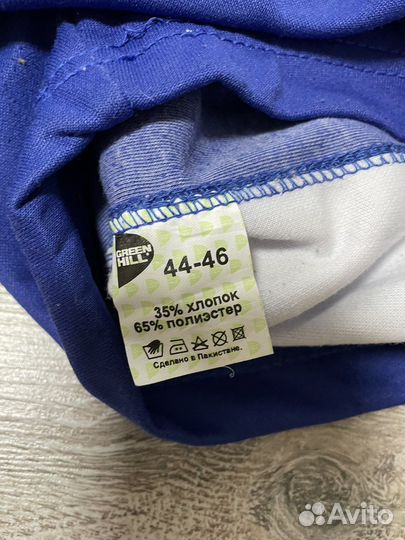 GREEN
HILL
44-46
35% хлопок
65% полиэстер
Сделано в Пакистане.
Avito